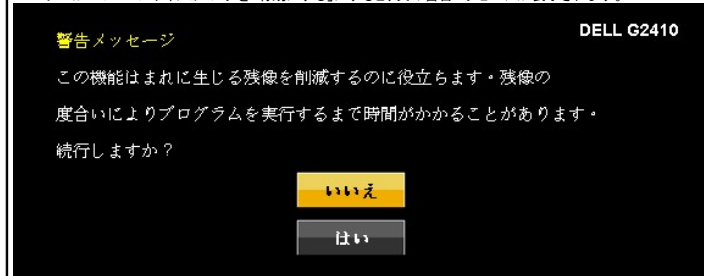 DELL G2410
警告メッセージ
この機能はまれに生じる残像を削減するのに役立ちます・残像の
度合いによりプログラムを実行するまで時間がかかることがあります・
続行しますか？
いいえ
はい